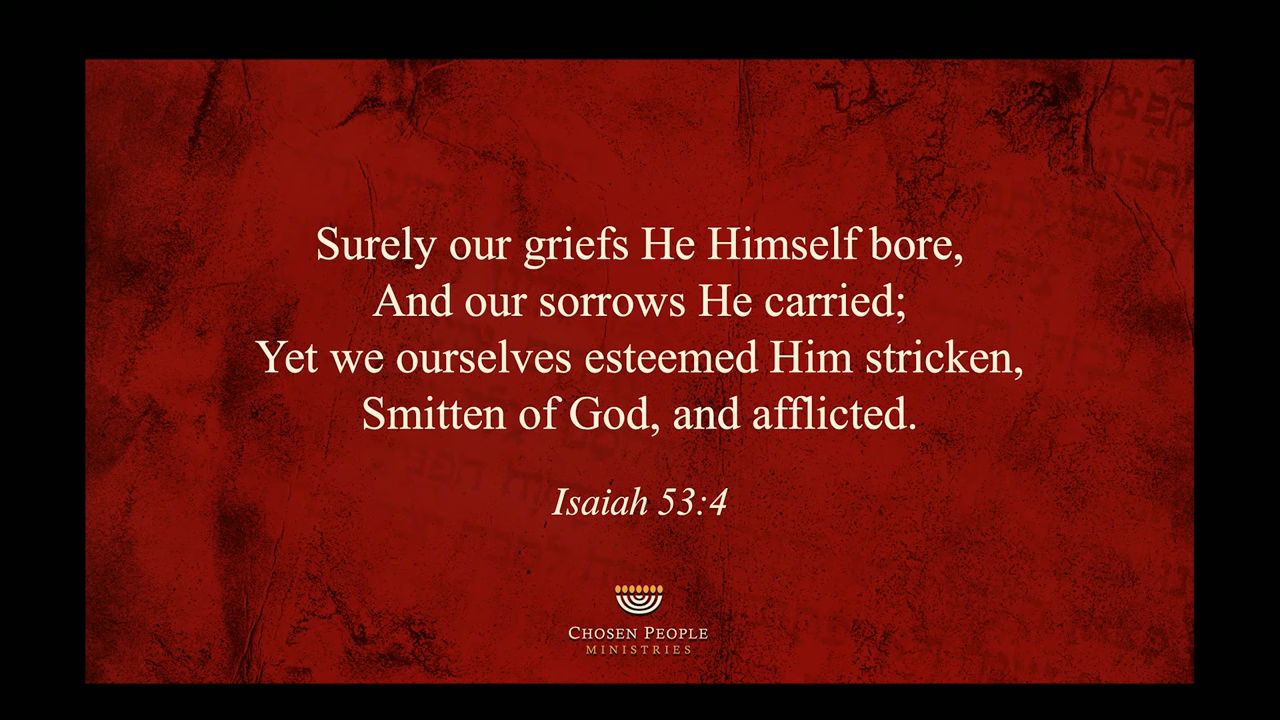 Surely our griefs He Himself bore,
And our sorrows He carried;
Yet we ourselves esteemed Him stricken,
Smitten of God, and afflicted.
Isaiah 53:4
CHOSEN PEOPLE
MINISTRIES